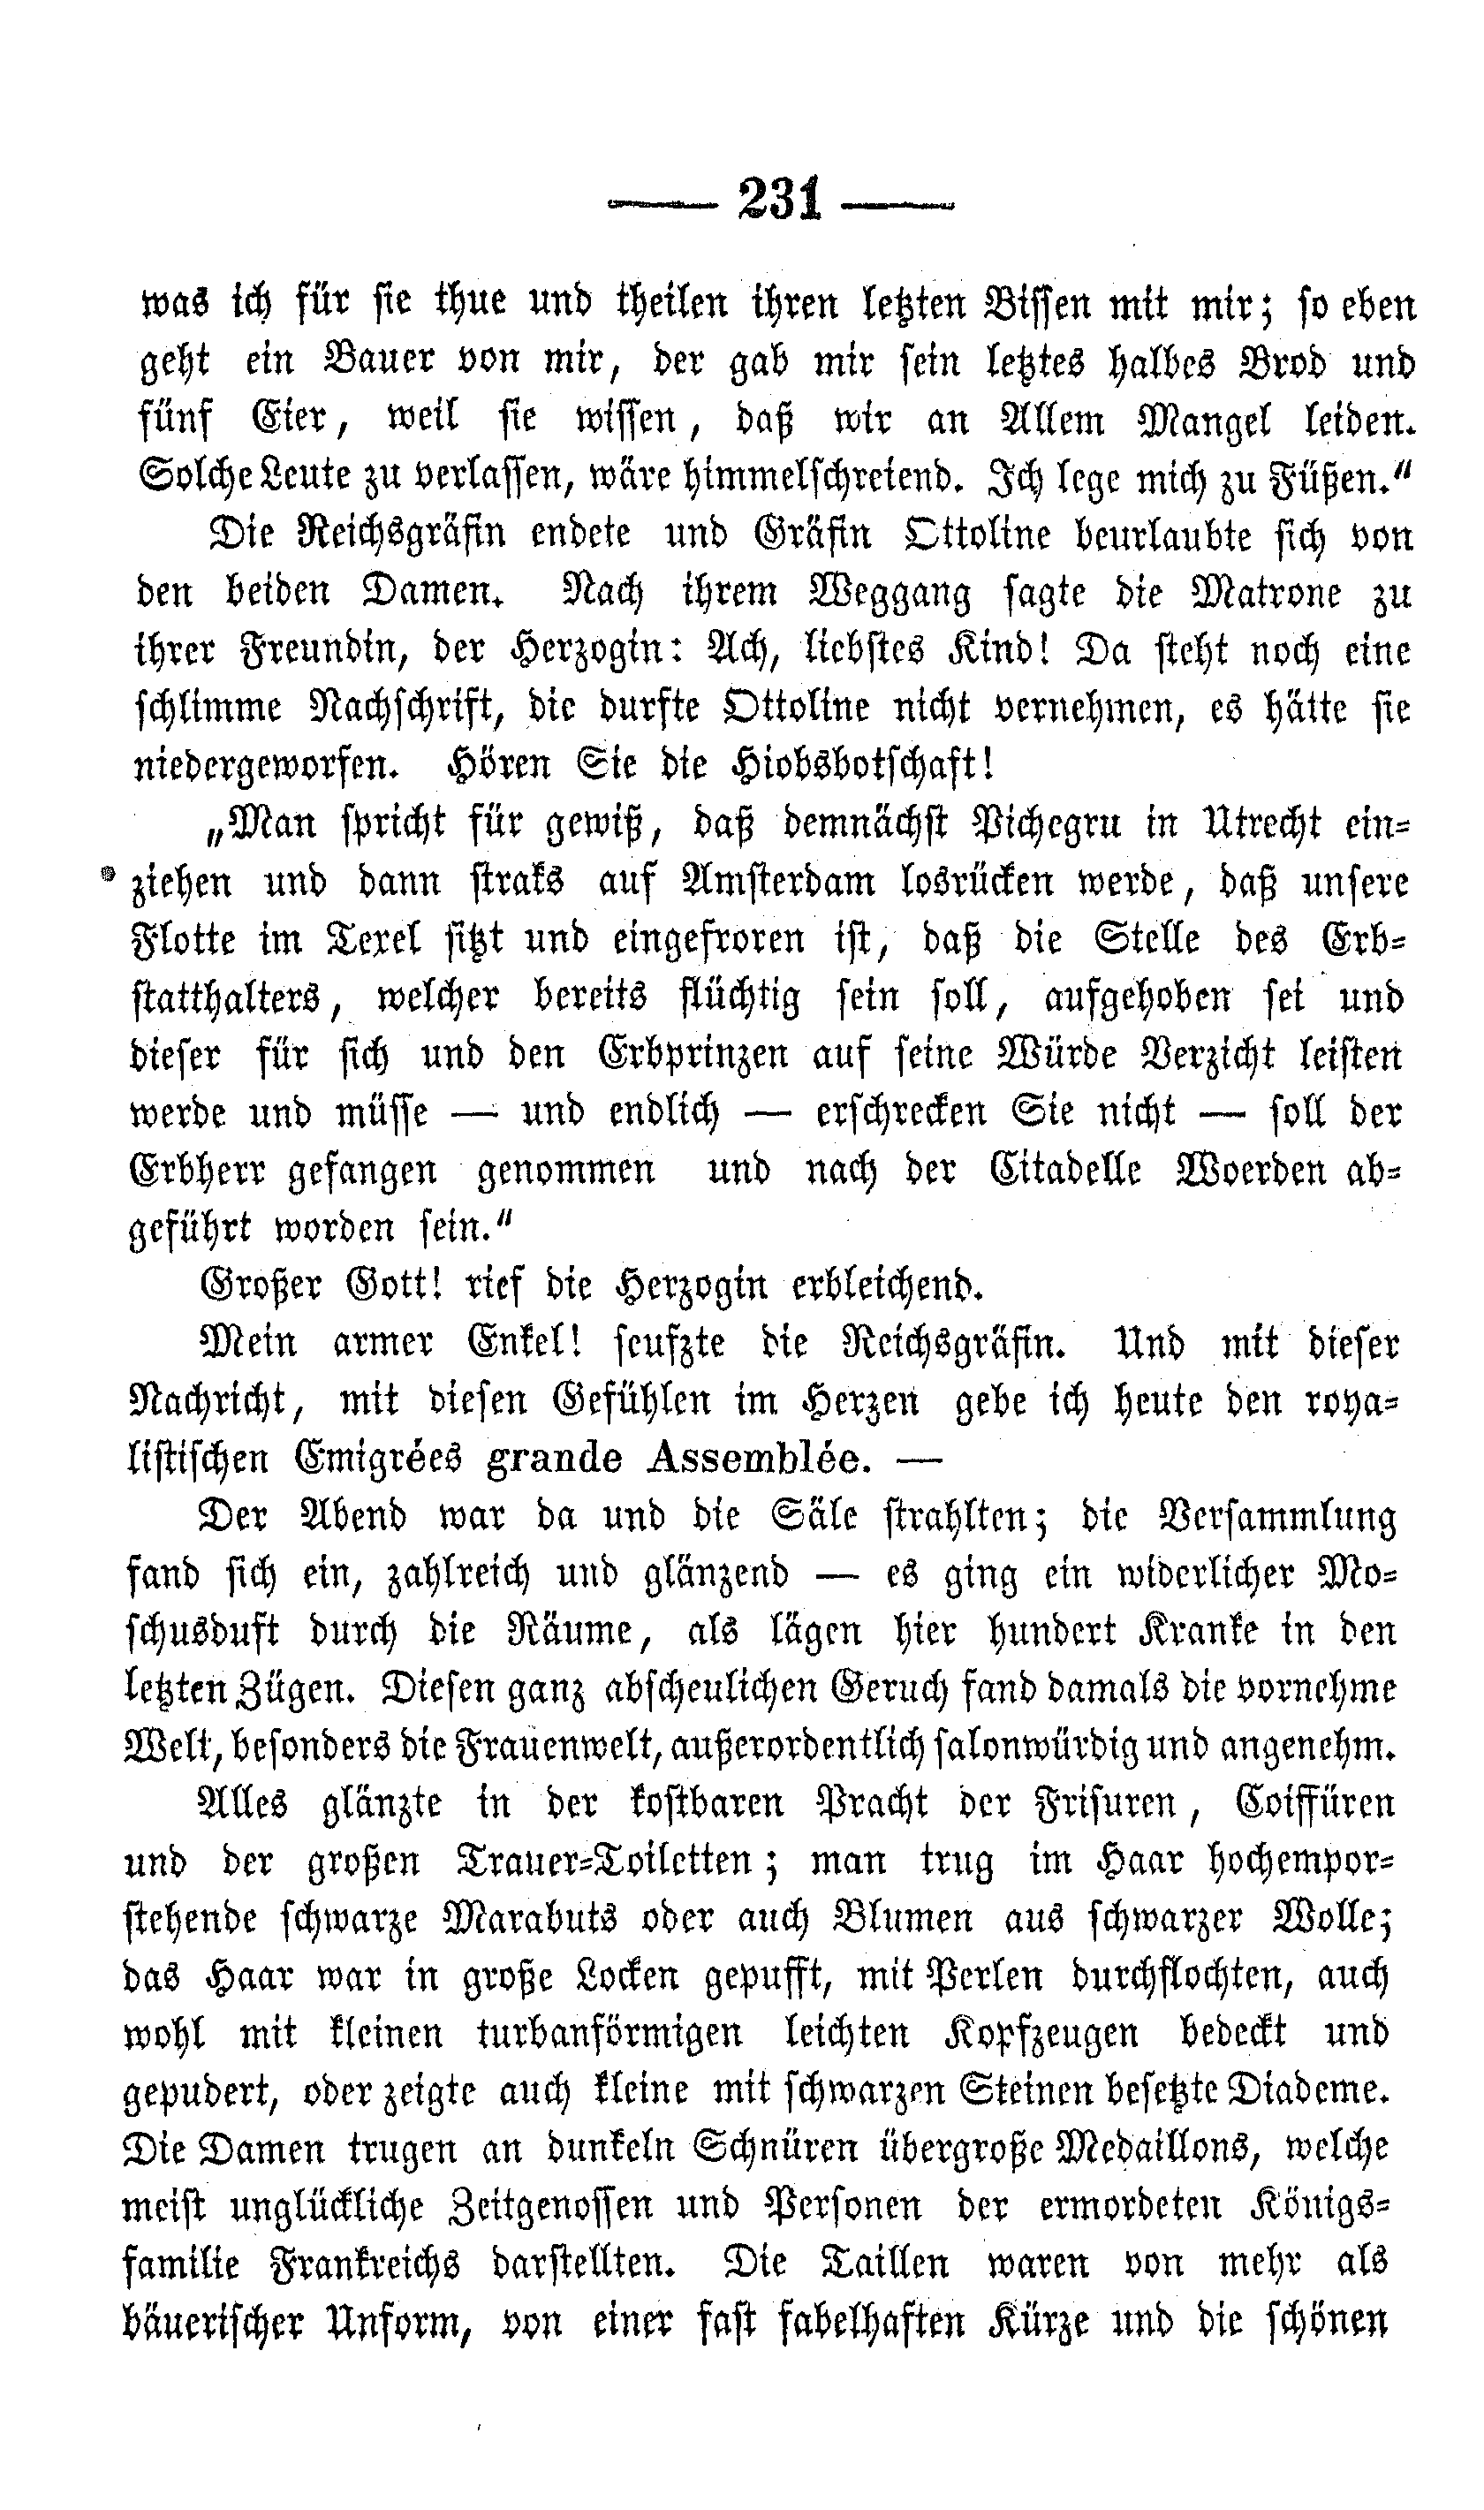 — 231 —
was ich für sie thue und theilen ihren letzten Bissen mit mir; so eben
geht ein Bauer von mir, der gab mir sein letztes halbes Brod und
fünf Eier, weil sie wissen, daß wir an Allem Mangel leiden.
Solche Leute zu verlassen, wäre himmelschreiend. Ich lege mich zu Füßen.“
Die Reichsgräfin endete und Gräfin Ottoline beurlaubte sich von
den beiden Damen. Nach ihrem Weggang sagte die Matrone zu
ihrer Freundin, der Herzogin: Ach, liebstes Kind! Da steht noch eine
schlimme Nachschrift, die durfte Ottoline nicht vernehmen, es hätte sie
niedergeworfen. Hören Sie die Hiobsbotschaft!
„Man spricht für gewiß, daß demnächst Pichegru in Utrecht ein-
ziehen und dann straks auf Amsterdam losrücken werde, daß unsere
Flotte im Texel sitzt und eingefroren ist, daß die Stelle des Erb-
statthalters, welcher bereits flüchtig sein soll, aufgehoben sei und
dieser für sich und den Erbprinzen auf seine Würde Verzicht leisten
werde und müsse — und endlich — erschrecken Sie nicht — soll der
Erbherr gefangen genommen und nach der Citadelle Woerden ab-
geführt worden sein.“
Großer Gott! rief die Herzogin erbleichend.
Mein armer Enkel! seufzte die Reichsgräfin. Und mit dieser
Nachricht, mit diesen Gefühlen im Herzen gebe ich heute den roya-
listischen Emigrées grande Assemblée. —
Der Abend war da und die Säle strahlten; die Versammlung
fand sich ein, zahlreich und glänzend — es ging ein widerlicher Mo-
schusduft durch die Räume, als lägen hier hundert Kranke in den
letzten Zügen. Diesen ganz abscheulichen Geruch fand damals die vornehme
Welt, besonders die Frauenwelt, außerordentlich salonwürdig und angenehm.
Alles glänzte in der kostbaren Pracht der Frisuren, Coiffüren
und der großen Trauer-Toiletten; man trug im Haar hochempor-
stehende schwarze Marabuts oder auch Blumen aus schwarzer Wolle;
das Haar war in große Locken gepufft, mit Perlen durchflochten, auch
wohl mit kleinen turbanförmigen leichten Kopfzeugen bedeckt und
gepudert, oder zeigte auch kleine mit schwarzen Steinen besetzte Diademe.
Die Damen trugen an dunkeln Schnüren übergroße Medaillons, welche
meist unglückliche Zeitgenossen und Personen der ermordeten Königs-
familie Frankreichs darstellten. Die Taillen waren von mehr als
bäuerischer Unform, von einer fast fabelhaften Kürze und die schönen